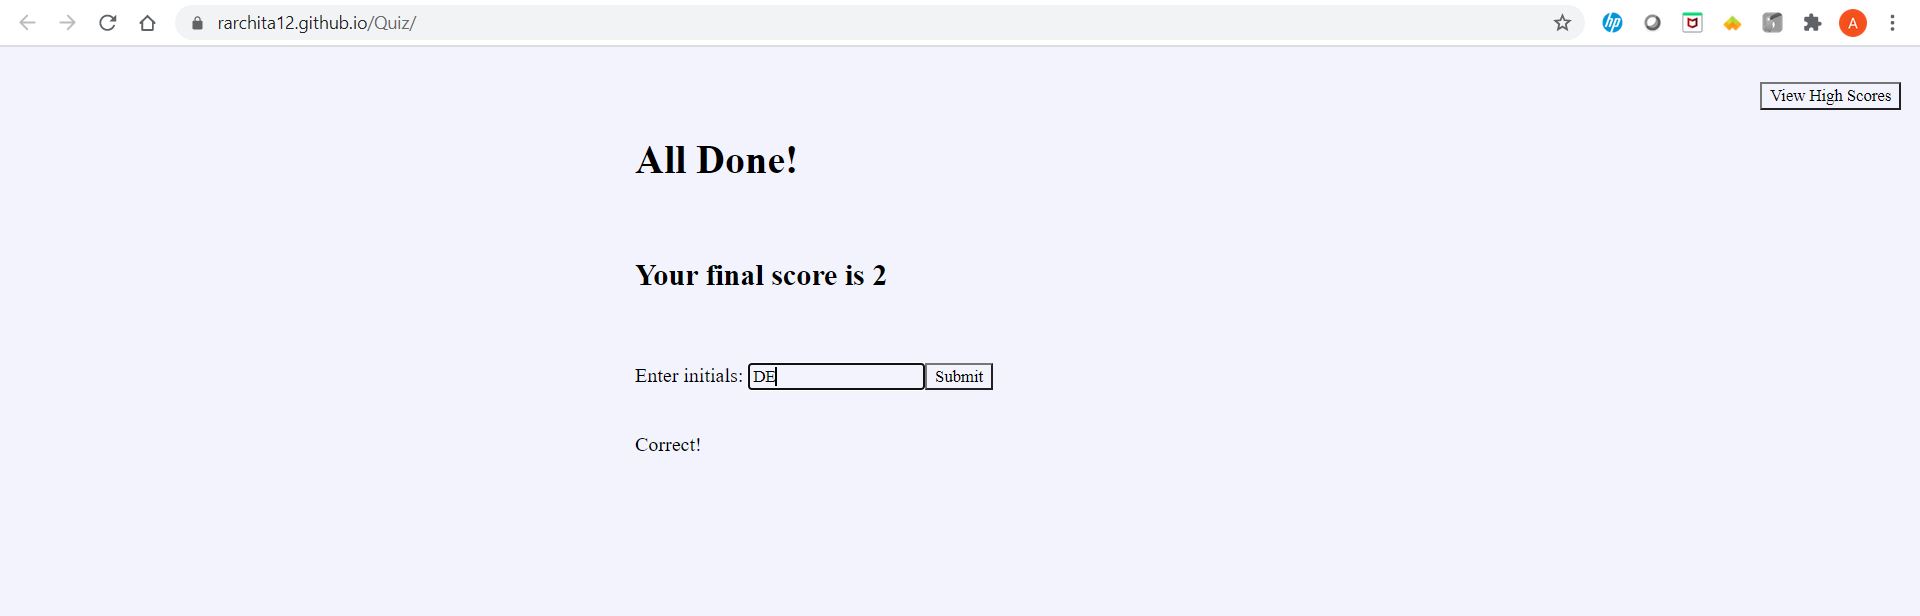 rarchita12.github.io/Quiz/
hp
A
View High Scores
All Done!
Your final score is 2
Enter initials: DE Submit
Correct!